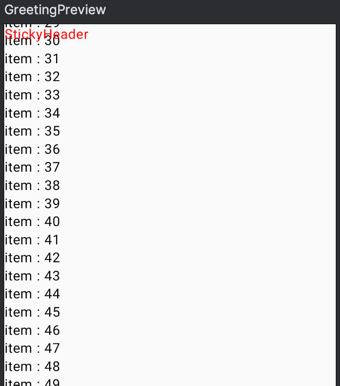 GreetingPreview
item : 29
StickyHeader
item : 30
item : 31
item : 32
item : 33
item : 34
item : 35
item : 36
item : 37
item : 38
item : 39
item : 40
item : 41
item : 42
item : 43
item : 44
item : 45
item : 46
item : 47
item : 48
item : 49